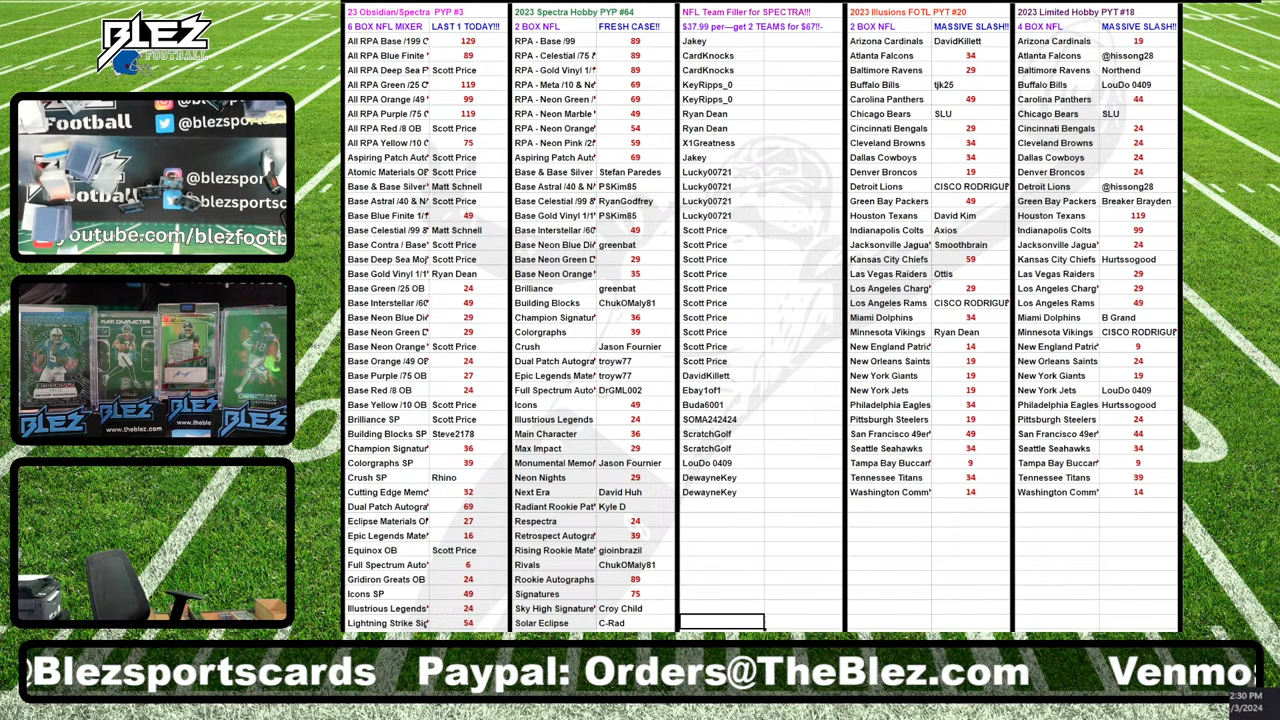 BLEZ
FOOTBALL
23 Obsidian/Spectra PYP #3
6 BOX NFL MIXER LAST 1 TODAY!!!
All RPA Base /199 129
All RPA Blue Finite 89
All RPA Deep Sea Scott Price
All RPA Green /25 119
All RPA Orange /49 99
All RPA Purple /75 119
All RPA Red /8 OB Scott Price
All RPA Yellow /10 75
Aspiring Patch Aut Scott Price
Atomic Materials Scott Price
Base & Base Silver Matt Schnell
Base Astral /40 & N Scott Price
Base Blue Finite 1/ 49
Base Celestial /99 8 Matt Schnell
Base Contra / Base Scott Price
Base Deep Sea Moj Scott Price
Base Gold Vinyl 1/1 Ryan Dean
Base Green /25 OB 24
Base Interstellar /60 49
Base Neon Blue Di 29
Base Neon Green 29
Base Neon Orange Scott Price
Base Orange /49 24
Base Purple /75 OB 27
Base Red /8 OB 24
Base Yellow /10 OB Scott Price
Brilliance SP Scott Price
Building Blocks SP Steve2178
Champion Signatu 36
Colorgraphs SP 39
Crush SP Rhino
Cutting Edge Mem 32
Dual Patch Autogra 69
Eclipse Materials 27
Epic Legends Mate 16
Equinox OB Scott Price
Full Spectrum Auto 6
Gridiron Greats OB 24
Icons SP 49
Illustrious Legends 24
Lightning Strike Sig 54
2023 Spectra Hobby PYP #64
2 BOX NFL FRESH CASE!!
RPA - Base /99 89
RPA - Celestial /75 89
RPA - Gold Vinyl 1/ 89
RPA - Meta /10 & Ne 69
RPA - Neon Green / 69
RPA - Neon Marble 49
RPA - Neon Orange 54
RPA - Neon Pink /2 59
Aspiring Patch Aut 69
Base & Base Silver Stefan Paredes
Base Astral /40 & N PSKim85
Base Celestial /99 8 RyanGodfrey
Base Gold Vinyl 1/1 PSKim85
Base Interstellar /60 49
Base Neon Blue Di greenbat
Base Neon Green 29
Base Neon Orange 35
Brilliance greenbat
Building Blocks ChukOMaly81
Champion Signatur 36
Colorgraphs 39
Crush Jason Fournier
Dual Patch Autogra troyw77
Epic Legends Mate troyw77
Full Spectrum Auto DrGML002
Icons 49
Illustrious Legends 24
Main Character 36
Max Impact 29
Monumental Memo Jason Fournier
Neon Nights 29
Next Era David Huh
Radiant Rookie Pat Kyle D
Respectra 24
Retrospect Autogra 39
Rising Rookie Mate gioinbrazil
Rivals ChukOMaly81
Rookie Autographs 89
Signatures 75
Sky High Signature Croy Child
Solar Eclipse C-Rad
NFL Team Filler for SPECTRA!!!
$37.99 per---get 2 TEAMS for $67!!-
Jakey
CardKnocks
CardKnocks
KeyRipps_0
KeyRipps_0
Ryan Dean
Ryan Dean
X1Greatness
Jakey
Lucky00721
Lucky00721
Lucky00721
Lucky00721
Scott Price
Scott Price
Scott Price
Scott Price
Scott Price
Scott Price
Scott Price
Scott Price
Scott Price
Scott Price
DavidKillett
Ebay1of1
Buda6001
SOMA242424
ScratchGolf
ScratchGolf
LouDo 0409
DewayneKey
DewayneKey
2023 Illusions FOTL PYT #20
2 BOX NFL MASSIVE SLASH!!
Arizona Cardinals DavidKillett
Atlanta Falcons 34
Baltimore Ravens 29
Buffalo Bills tjk25
Carolina Panthers 49
Chicago Bears SLU
Cincinnati Bengals 29
Cleveland Browns 34
Dallas Cowboys 34
Denver Broncos 19
Detroit Lions CISCO RODRIGU
Green Bay Packers 49
Houston Texans David Kim
Indianapolis Colts Axios
Jacksonville Jagua Smoothbrain
Kansas City Chiefs 59
Las Vegas Raiders Ottis
Los Angeles Charg 29
Los Angeles Rams CISCO RODRIGU
Miami Dolphins 34
Minnesota Vikings Ryan Dean
New England Patri 14
New Orleans Saints 19
New York Giants 19
New York Jets 19
Philadelphia Eagles 34
Pittsburgh Steelers 19
San Francisco 49er 49
Seattle Seahawks 34
Tampa Bay Buccan 9
Tennessee Titans 34
Washington Comm 14
2023 Limited Hobby PYT #18
4 BOX NFL MASSIVE SLASH!!
Arizona Cardinals 19
Atlanta Falcons @hissong28
Baltimore Ravens Northend
Buffalo Bills LouDo 0409
Carolina Panthers 44
Chicago Bears SLU
Cincinnati Bengals 24
Cleveland Browns 24
Dallas Cowboys 24
Denver Broncos 24
Detroit Lions @hissong28
Green Bay Packers Breaker Brayden
Houston Texans 119
Indianapolis Colts 99
Jacksonville Jagua 24
Kansas City Chiefs Hurtssogood
Las Vegas Raiders 29
Los Angeles Charg 29
Los Angeles Rams 49
Miami Dolphins B Grand
Minnesota Vikings CISCO RODRIGU
New England Patri 9
New Orleans Saints 24
New York Giants 19
New York Jets LouDo 0409
Philadelphia Eagles Hurtssogood
Pittsburgh Steelers 24
San Francisco 49er 44
Seattle Seahawks 34
Tampa Bay Buccan 9
Tennessee Titans 39
Washington Comm 14
Football
@blezsports
@blezspor
@blezsportsc
youtube.com/blezfootb
BLEZ
BLEZ
BLEZ
BLEZ
www.theblez.com
Blezsportscards Paypal: Orders@TheBlez.com Venmo:
2:30 PM
/3/2024